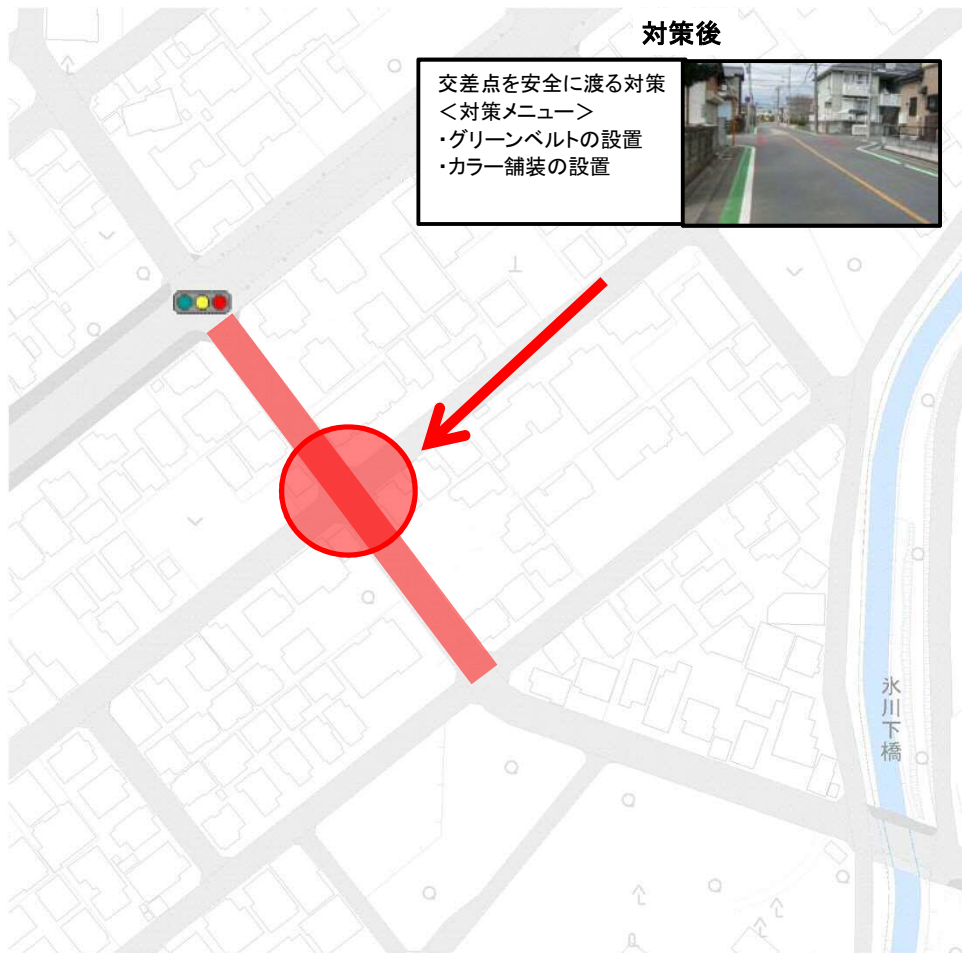 対策後
交差点を安全に渡る対策
＜対策メニュー＞
・グリーンベルトの設置
・カラー舗装の設置
氷川下橋